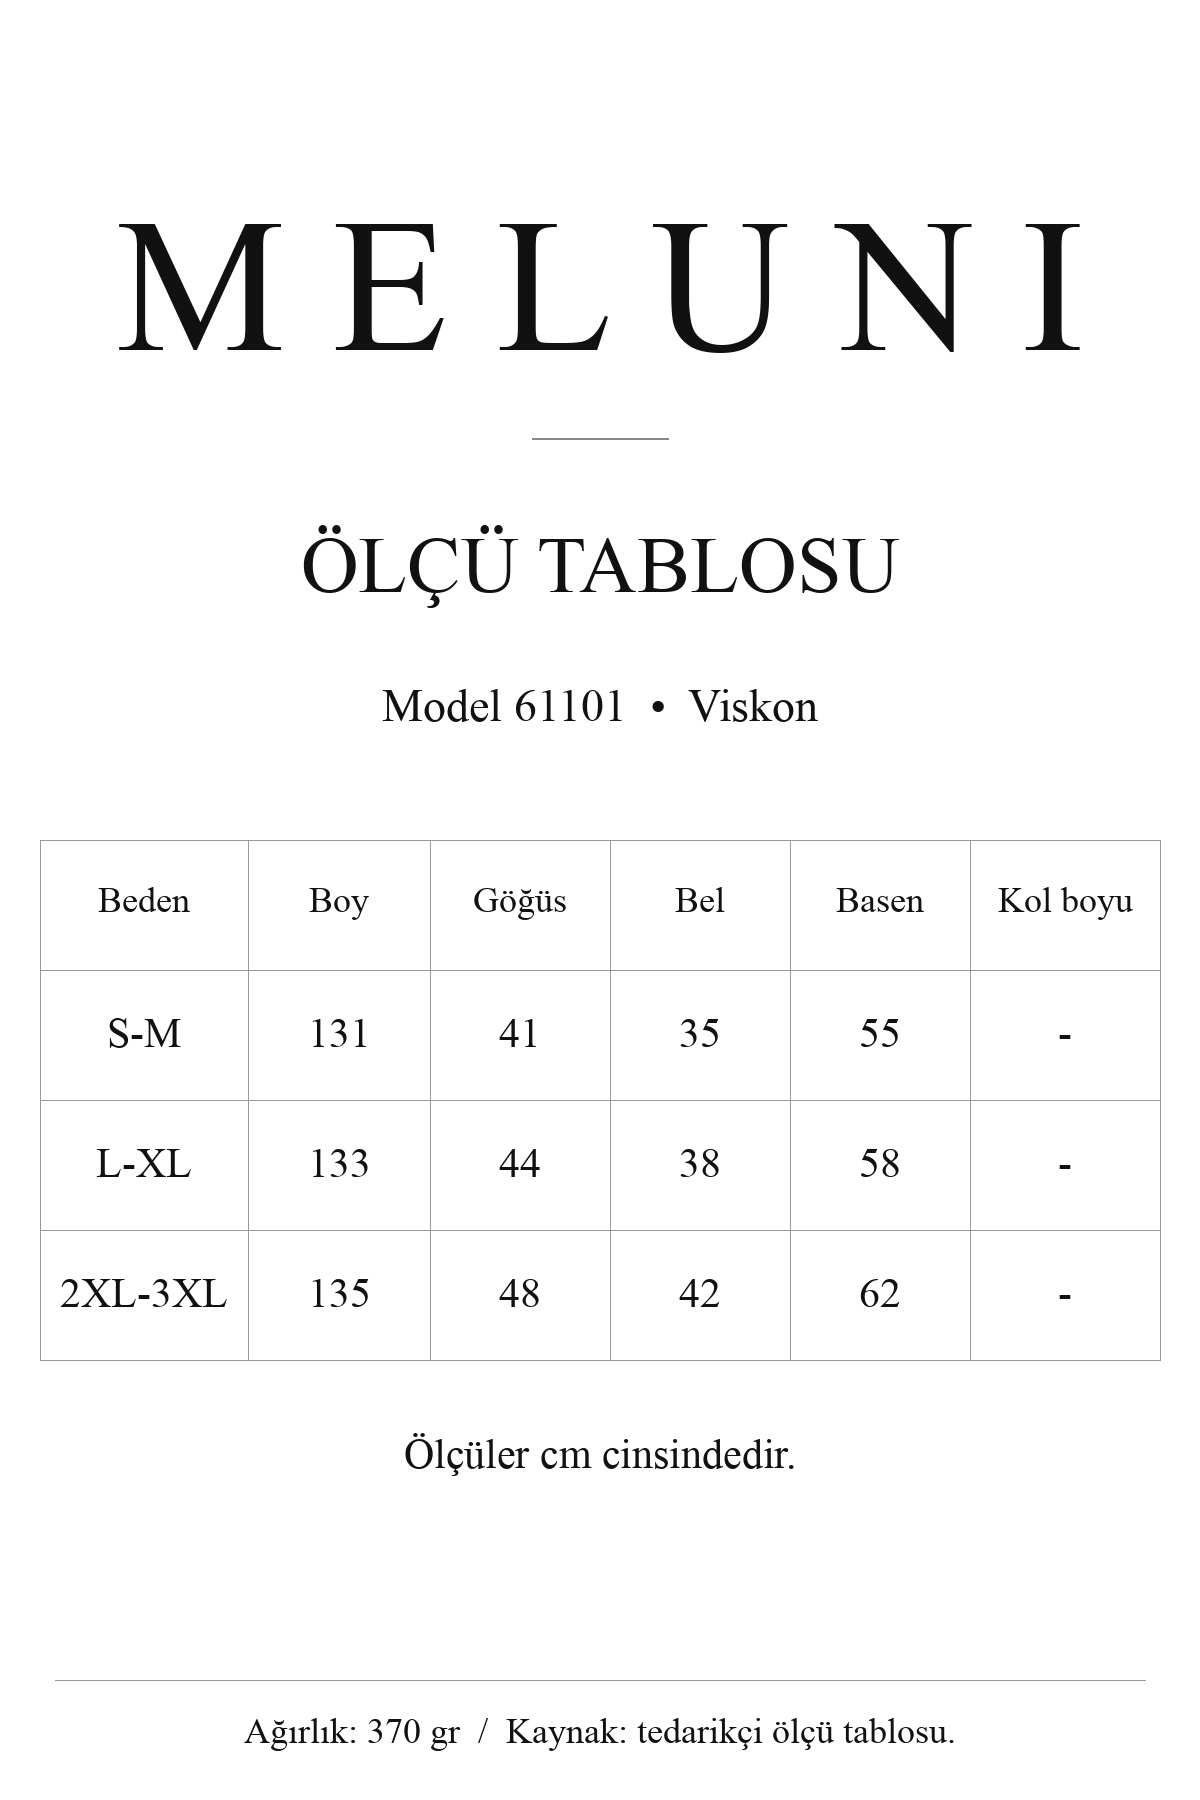 MELUNI
ÖLÇÜ TABLOSU
Model 61101 • Viskon
Beden Boy Göğüs Bel Basen Kol boyu
S-M 131 41 35 55 -
L-XL 133 44 38 58 -
2XL-3XL 135 48 42 62 -
Ölçüler cm cinsindedir.
Ağırlık: 370 gr / Kaynak: tedarikçi ölçü tablosu.